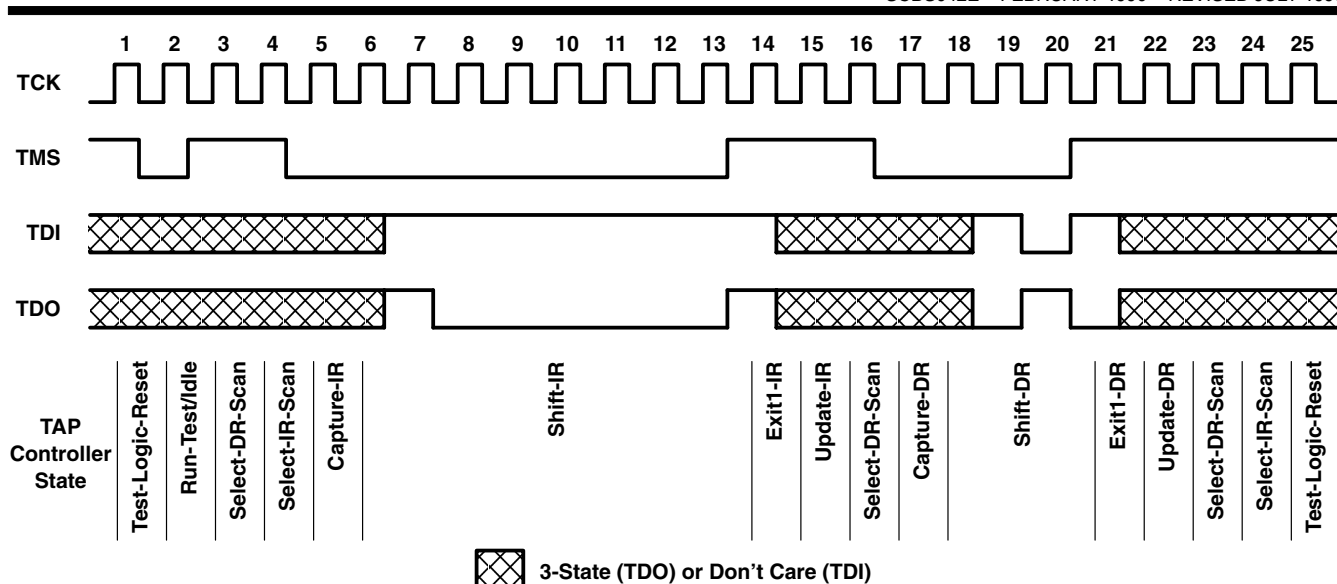 1 2 3 4 5 6 7 8 9 10 11 12 13 14 15 16 17 18 19 20 21 22 23 24 25
TCK
TMS
TDI
TDO
TAP
Controller
State
Test-Logic-Reset
Run-Test/Idle
Select-DR-Scan
Select-IR-Scan
Capture-IR
Shift-IR
Exit1-IR
Update-IR
Select-DR-Scan
Capture-DR
Shift-DR
Exit1-DR
Update-DR
Select-DR-Scan
Select-IR-Scan
Test-Logic-Reset
3-State (TDO) or Don't Care (TDI)